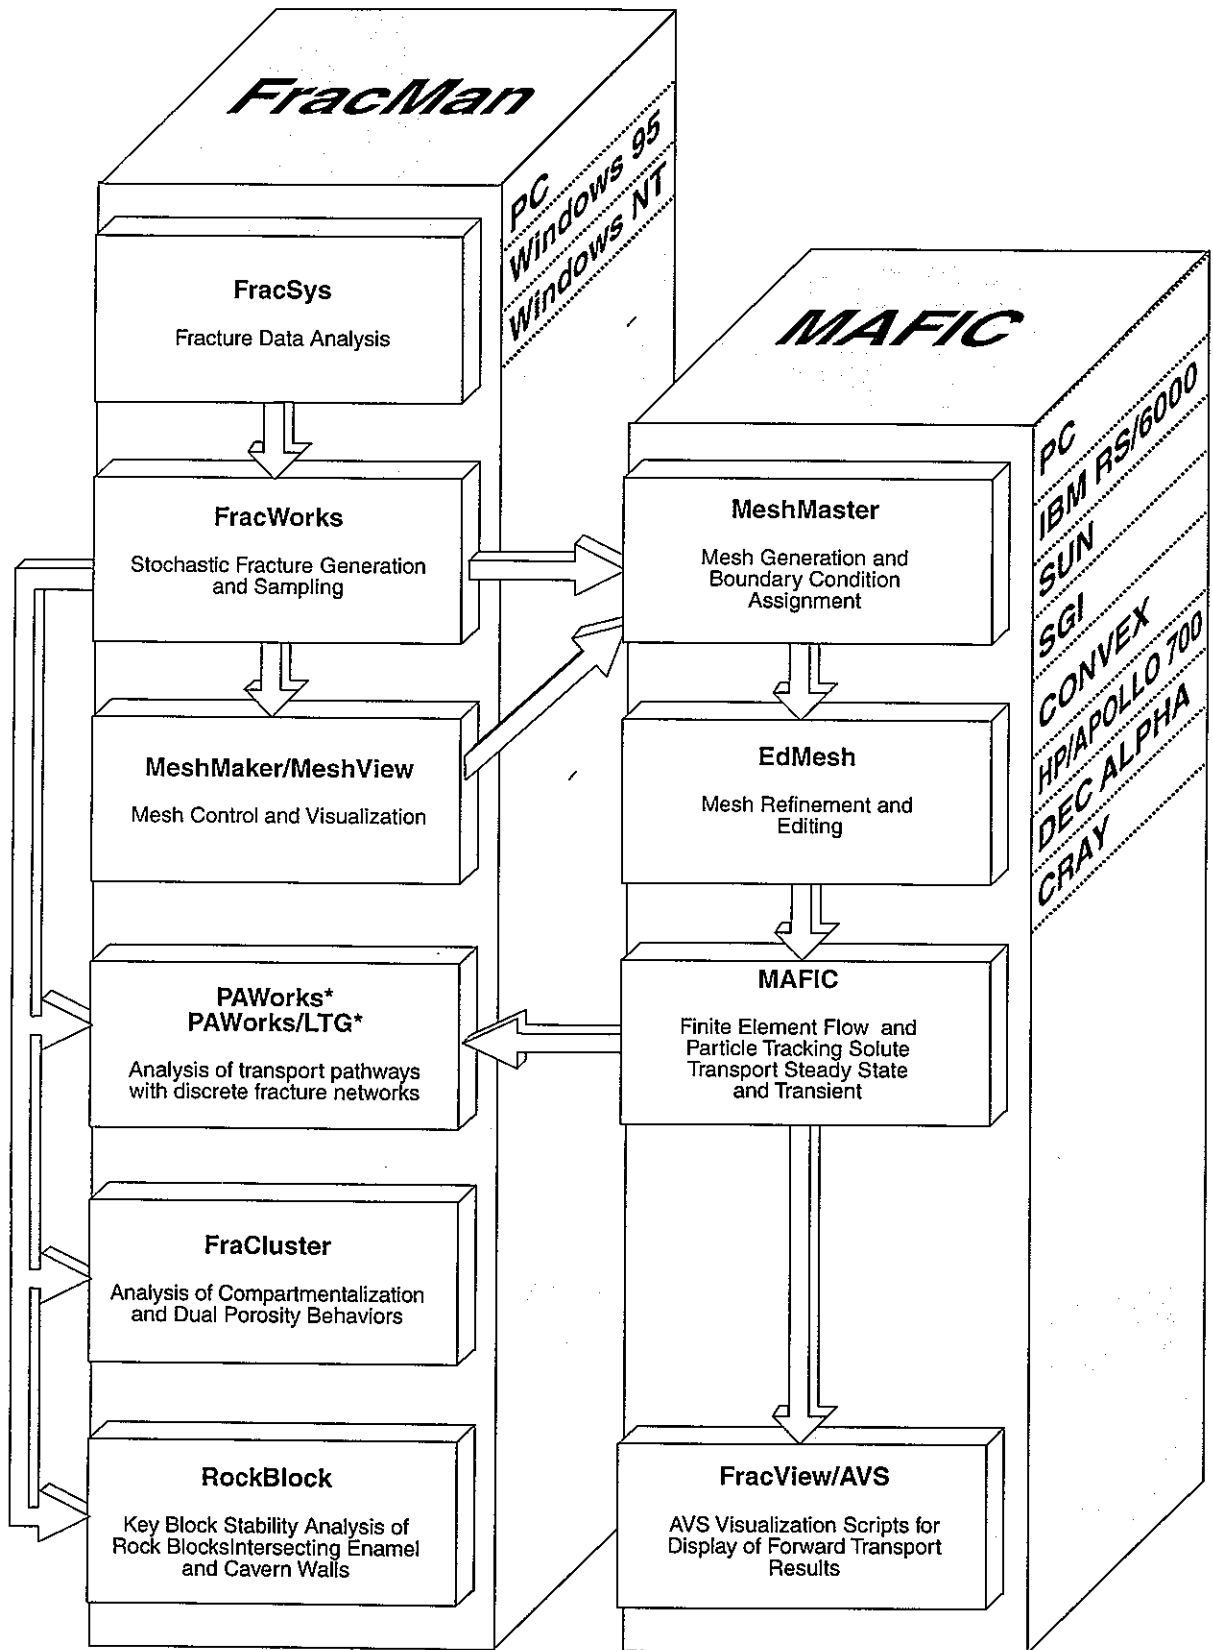 FracMan
PC
Windows 95
Windows NT
FracSys
Fracture Data Analysis
FracWorks
Stochastic Fracture Generation
and Sampling
MeshMaker/MeshView
Mesh Control and Visualization
PAWorks*
PAWorks/LTG*
Analysis of transport pathways
with discrete fracture networks
FraCluster
Analysis of Compartmentalization
and Dual Porosity Behaviors
RockBlock
Key Block Stability Analysis of
Rock BlocksIntersecting Enamel
and Cavern Walls
MAFIC
PC
IBM RS/6000
SUN
SGI
CONVEX
HP/APOLLO 700
DEC ALPHA
CRAY
MeshMaster
Mesh Generation and
Boundary Condition
Assignment
EdMesh
Mesh Refinement and
Editing
MAFIC
Finite Element Flow and
Particle Tracking Solute
Transport Steady State
and Transient
FracView/AVS
AVS Visualization Scripts for
Display of Forward Transport
Results